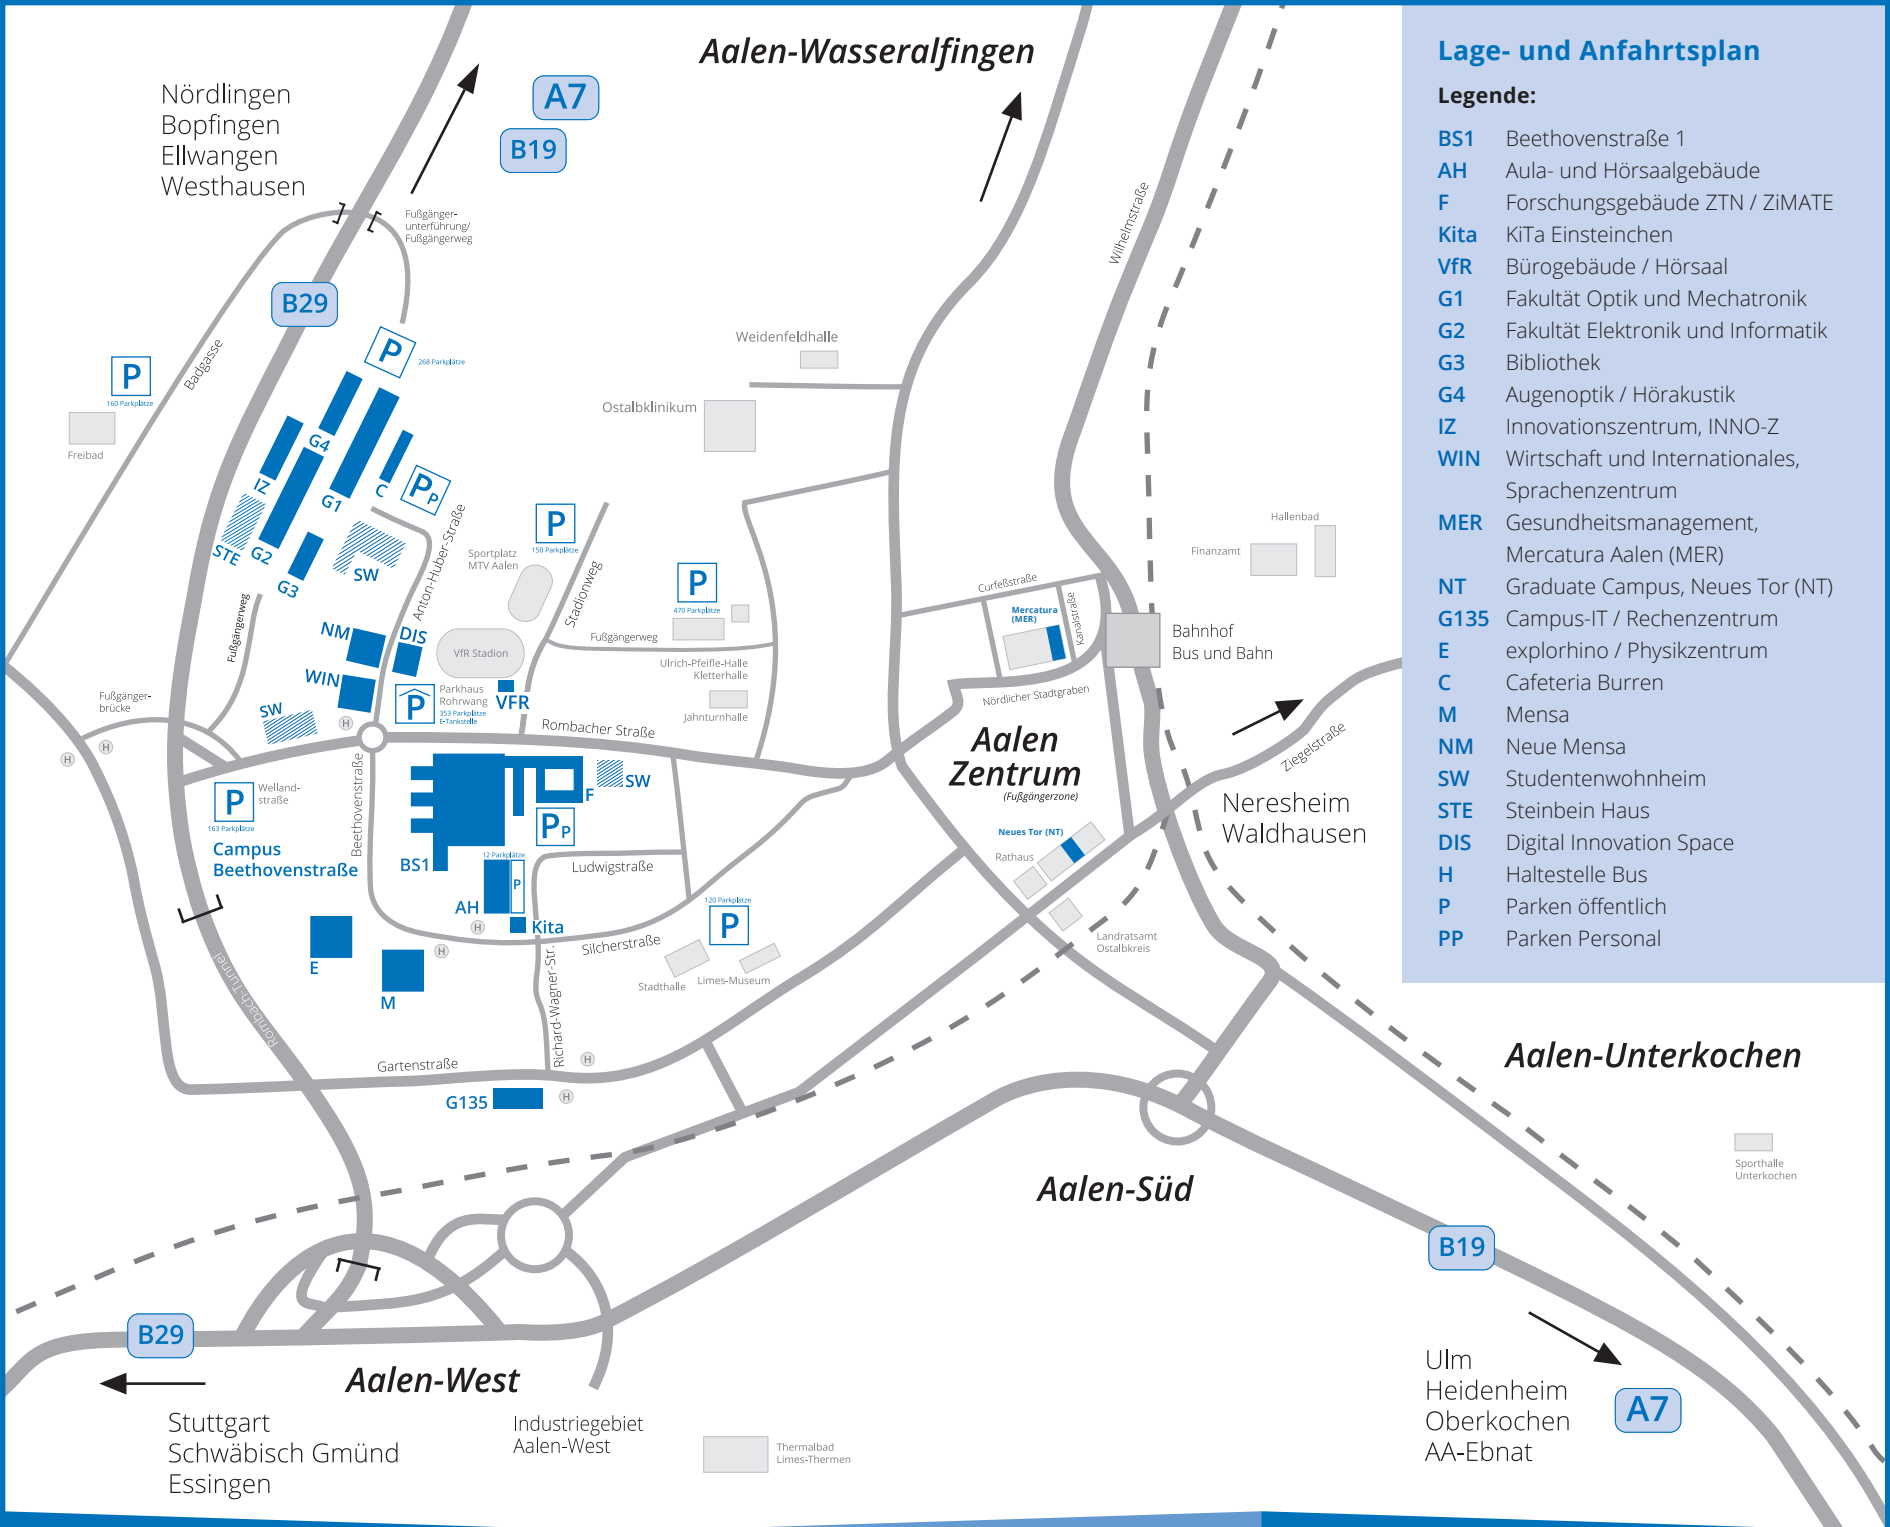 Aalen-Wasseralfingen
Nördlingen
Bopfingen
Ellwangen
Westhausen
A7
B19
Fußgänger-
unterführung/
Fußgängerweg
Wilhelmstraße
B29
Badgasse
P
268 Parkplätze
P
160 Parkplätze
Freibad
Weidenfeldhalle
Ostalbklinikum
G4
IZ
G1
C
PP
STE
G2
G3
SW
Anton-Huber-Straße
Sportplatz
MTV Aalen
P
150 Parkplätze
Stadionweg
P
470 Parkplätze
Fußgängerweg
Hallenbad
Finanzamt
Curfeßstraße
Mercatura
(MER)
Kanalstraße
Bahnhof
Bus und Bahn
Nördlicher Stadtgraben
Fußgängerweg
NM
DIS
WIN
VfR Stadion
Ulrich-Pfeifle-Halle
Kletterhalle
Jahnturnhalle
P
Parkhaus
Rohrwang
353 Parkplätze
E-Tankstelle
VFR
Fußgänger-
brücke
SW
H
H
H
Rombacher Straße
Aalen
Zentrum
(Fußgängerzone)
Ziegelstraße
Neresheim
Waldhausen
P
163 Parkplätze
Welland-
straße
Beethovenstraße
F
SW
PP
Campus
Beethovenstraße
BS1
12 Parkplätze
P
Ludwigstraße
AH
Kita
H
H
Silcherstraße
120 Parkplätze
P
Stadthalle
Limes-Museum
Neues Tor (NT)
Rathaus
Landratsamt
Ostalbkreis
E
M
Rombach-Tunnel
Richard-Wagner-Str.
Gartenstraße
H
G135
H
Aalen-Unterkochen
Sporthalle
Unterkochen
Aalen-Süd
B19
B29
Aalen-West
Stuttgart
Schwäbisch Gmünd
Essingen
Industriegebiet
Aalen-West
Thermalbad
Limes-Thermen
Ulm
Heidenheim
Oberkochen
AA-Ebnat
A7
Lage- und Anfahrtsplan
Legende:
BS1 Beethovenstraße 1
AH Aula- und Hörsaalgebäude
F Forschungsgebäude ZTN / ZiMATE
Kita KiTa Einsteinchen
VfR Bürogebäude / Hörsaal
G1 Fakultät Optik und Mechatronik
G2 Fakultät Elektronik und Informatik
G3 Bibliothek
G4 Augenoptik / Hörakustik
IZ Innovationszentrum, INNO-Z
WIN Wirtschaft und Internationales,
Sprachenzentrum
MER Gesundheitsmanagement,
Mercatura Aalen (MER)
NT Graduate Campus, Neues Tor (NT)
G135 Campus-IT / Rechenzentrum
E explorhino / Physikzentrum
C Cafeteria Burren
M Mensa
NM Neue Mensa
SW Studentenwohnheim
STE Steinbein Haus
DIS Digital Innovation Space
H Haltestelle Bus
P Parken öffentlich
PP Parken Personal